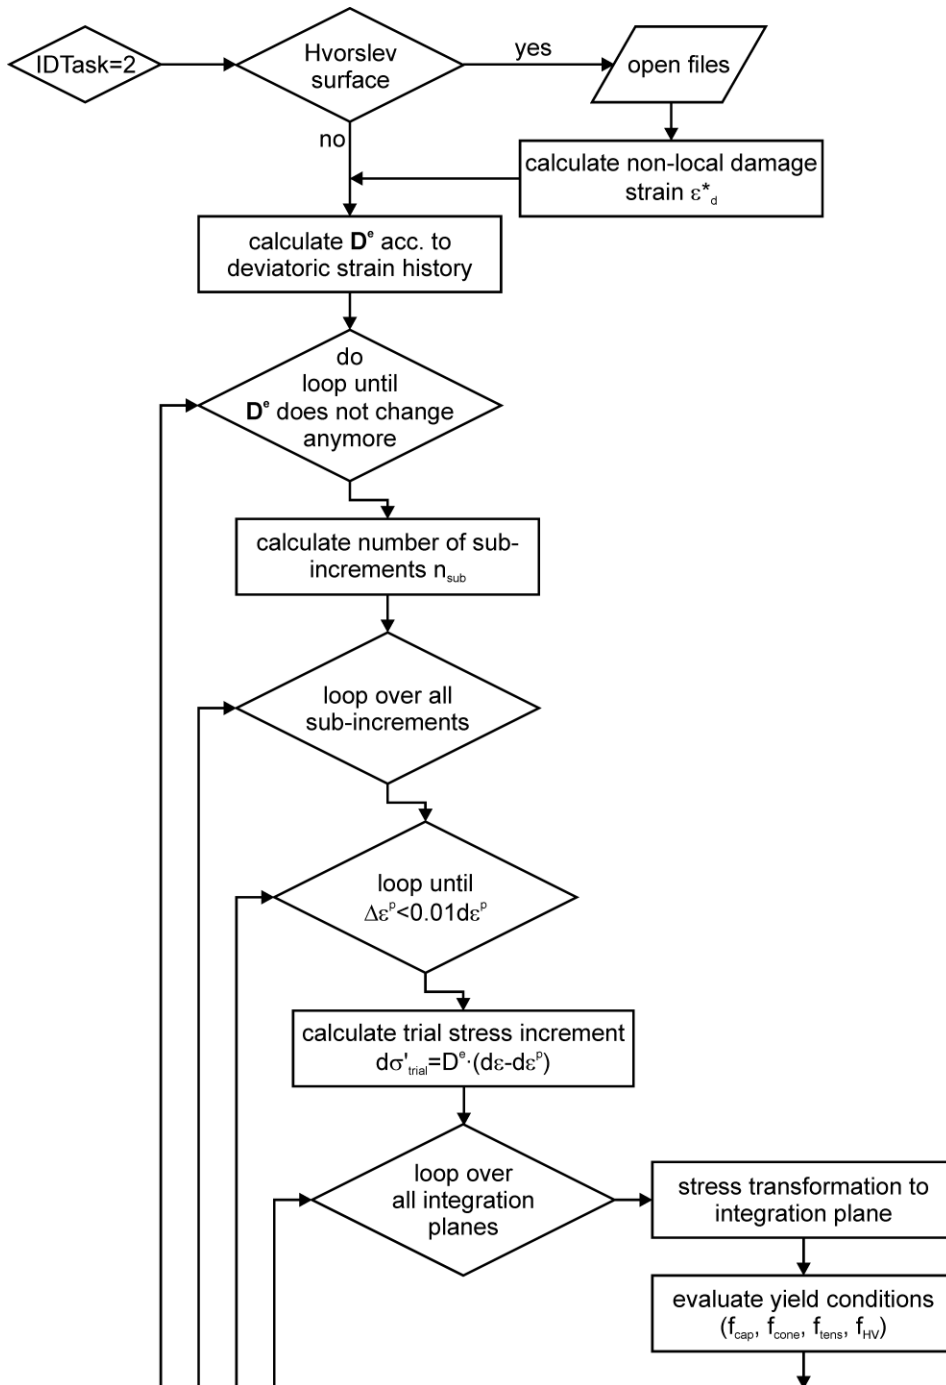 IDTask=2
Hvorslev
surface
yes
open files
no
calculate non-local damage
strain ε*d
calculate Dᵉ acc. to
deviatoric strain history
do
loop until
Dᵉ does not change
anymore
calculate number of sub-
increments nsub
loop over all
sub-increments
loop until
Δεᵖ<0.01dεᵖ
calculate trial stress increment
dσ'trial=Dᵉ·(dε-dεᵖ)
loop over
all integration
planes
stress transformation to
integration plane
evaluate yield conditions
(fcap, fcone, ftens, fHV)